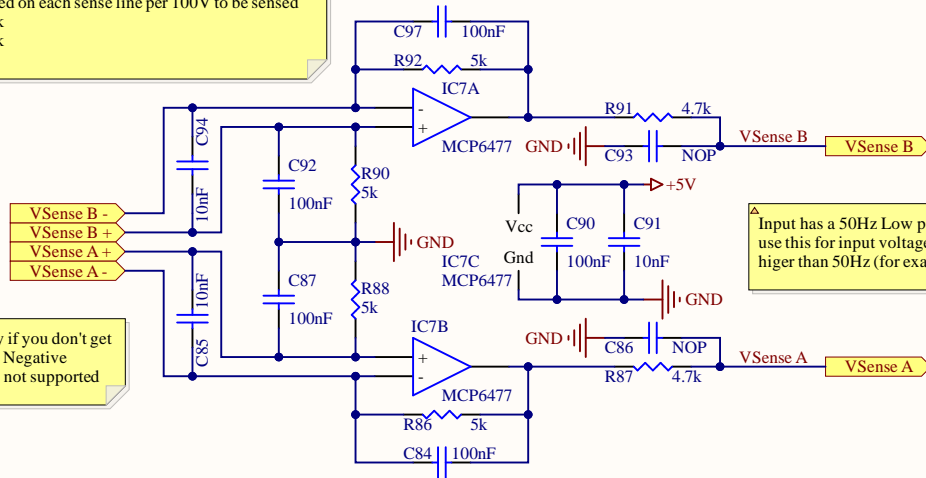 ed on each sense line per 100V to be sensed
k
k
C97 100nF
R92 5k
IC7A
-
+
MCP6477
R91 4.7k
GND
C93 NOP
VSense B
VSense B
C94
10nF
C92
100nF
R90
5k
+5V
Vcc
C90
100nF
C91
10nF
Gnd
GND
IC7C
MCP6477
GND
VSense B -
VSense B +
VSense A +
VSense A -
Input has a 50Hz Low p
use this for input voltage
higer than 50Hz (for exa
10nF
C85
C87
100nF
R88
5k
y if you don't get
Negative
not supported
IC7B
+
-
MCP6477
GND
C86 NOP
R87 4.7k
VSense A
VSense A
R86 5k
C84 100nF